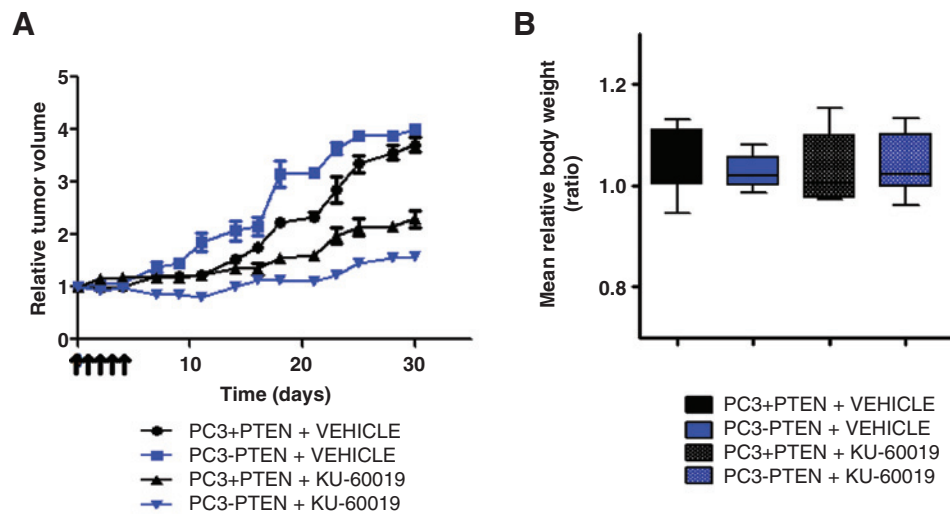 A
Relative tumor volume
5
4
3
2
1
0
10
20
30
Time (days)
PC3+PTEN + VEHICLE
PC3-PTEN + VEHICLE
PC3+PTEN + KU-60019
PC3-PTEN + KU-60019
B
Mean relative body weight
(ratio)
1.2
1.0
0.8
PC3+PTEN + VEHICLE
PC3-PTEN + VEHICLE
PC3+PTEN + KU-60019
PC3-PTEN + KU-60019